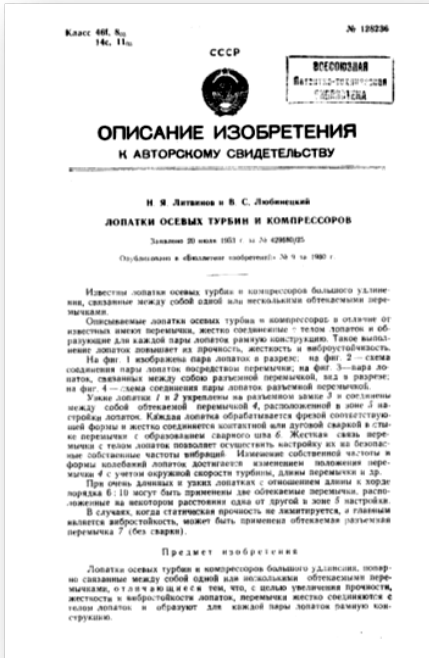 Класс 46f, 8
14c, 11
№ 128236
СССР
ВСЕСОЮЗНАЯ
Патентно-техническая
БИБЛИОТЕКА
ОПИСАНИЕ ИЗОБРЕТЕНИЯ
К АВТОРСКОМУ СВИДЕТЕЛЬСТВУ
Н Я. Литвинов и В. С. Любинецкий
ЛОПАТКИ ОСЕВЫХ ТУРБИН И КОМПРЕССОРОВ
Заявлено 20 июля 1953 г. за №
Опубликовано в «Бюллетене изобретений» № 9 за 1960 г.
Известны лопатки осевых турбин и компрессоров большого удлине-
ния, связанные между собой одной или несколькими обтекаемыми пере-
мычками.
Описываемые лопатки осевых турбин и компрессоров в отличие от
известных имеют перемычки, жестко соединенные с телом лопаток и об-
разующие для каждой пары лопаток рамную конструкцию. Такое выпол-
нение лопаток повышает их прочность, жесткость и виброустойчивость.
На фиг. 1 изображена пара лопаток в разрезе; на фиг. 2 — схема
соединения пары лопаток посредством перемычки; на фиг. 3—пара ло-
паток, связанных между собою разъемной перемычкой, вид в разрезе;
на фиг. 4 — схема соединения пары лопаток разъемной перемычкой.
Узкие лопатки 1 и 2 укреплены на разъемном замке 3 и соединены
между собой обтекаемой перемычкой 4, расположенной в зоне 5 на-
стройки лопаток. Каждая лопатка обрабатывается фрезой соответствую-
щей формы и жестко соединяется контактной или дуговой сваркой в сты-
ке перемычки с образованием сварного шва 6. Жесткая связь пере-
мычки с телом лопаток позволяет осуществить настройку их на безопас-
ные собственные частоты вибраций. Изменение собственной частоты и
формы колебаний лопаток достигается изменением положения пере-
мычки 4 с учетом окружной скорости турбины, длины перемычки и др.
При очень длинных и узких лопатках с отношением длины к хорде
порядка 6 : 10 могут быть применены две обтекаемые перемычки, распо-
ложенные на некотором расстоянии одна от другой в зоне 5 настройки.
В случаях, когда статическая прочность не лимитируется, а главным
является вибростойкость, может быть применена обтекаемая разъемная
перемычка 7 (без сварки).
Предмет изобретения
Лопатки осевых турбин и компрессоров большого удлинения, попар-
но связанные между собой одной или несколькими обтекаемыми пере-
мычками, отличающиеся тем, что, с целью увеличения прочности,
жесткости и вибростойкости лопаток, перемычки жестко соединяются с
телом лопаток и образуют для каждой пары лопаток рамную кон-
струкцию.